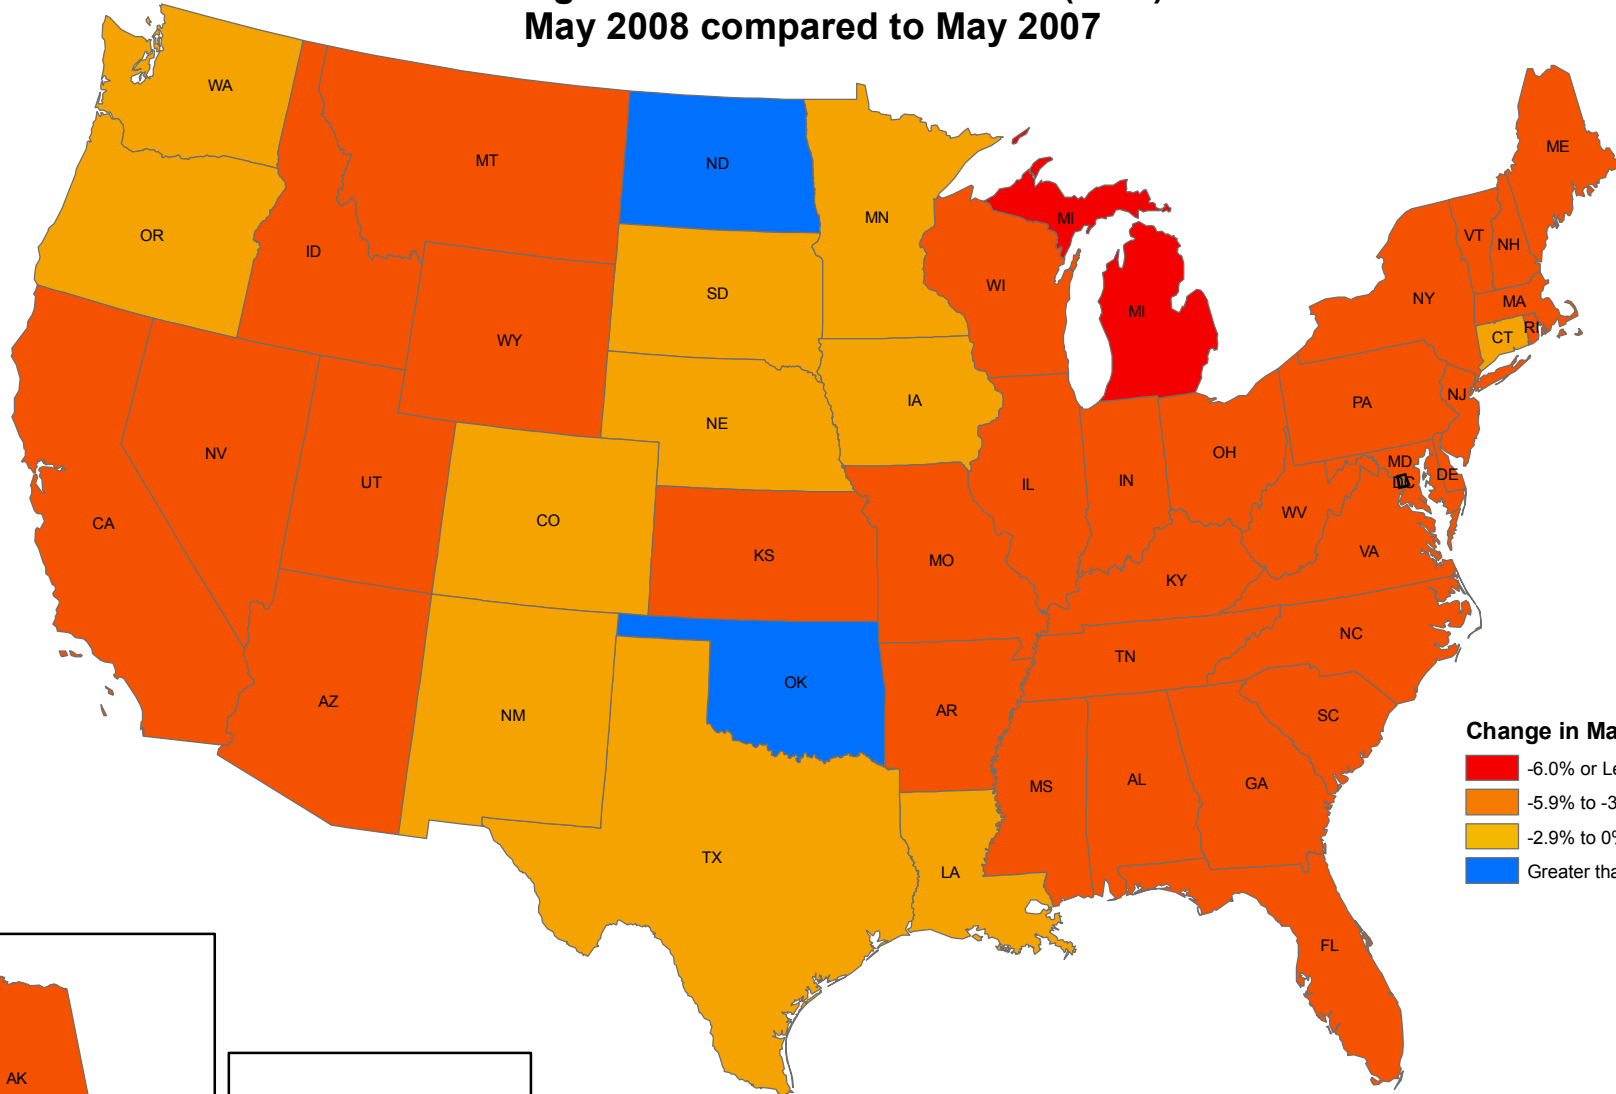 May 2008 compared to May 2007
WA
MT
ND
MN
ME
OR
ID
SD
WI
MI
MI
VT
NH
NY
MA
CT
RI
WY
NE
IA
PA
NJ
NV
UT
CO
KS
MO
IL
IN
OH
MD
DE
DC
WV
VA
KY
CA
AZ
NM
OK
AR
TN
NC
SC
MS
AL
GA
TX
LA
FL
AK
Change in Ma
-6.0% or Le
-5.9% to -3
-2.9% to 0%
Greater tha